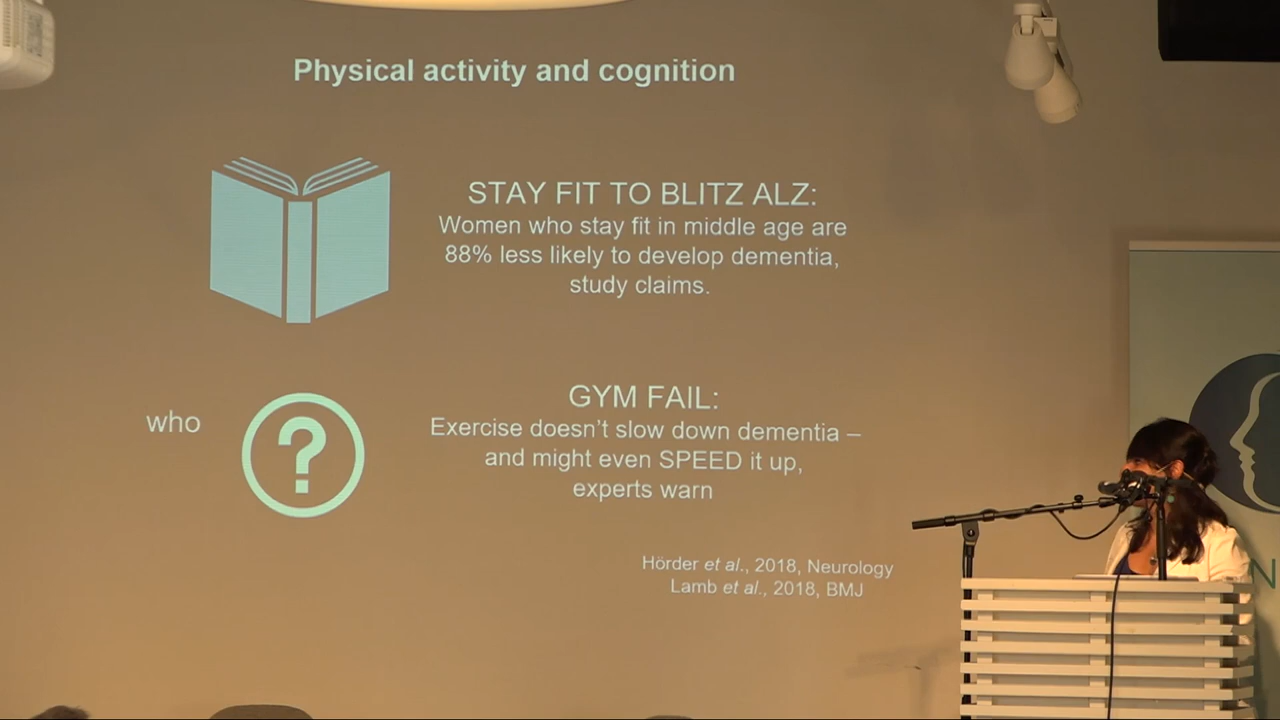 Physical activity and cognition
STAY FIT TO BLITZ ALZ:
Women who stay fit in middle age are
88% less likely to develop dementia,
study claims.
who
?
GYM FAIL:
Exercise doesn't slow down dementia –
and might even SPEED it up,
experts warn
Hörder et al., 2018, Neurology
Lamb et al., 2018, BMJ
N